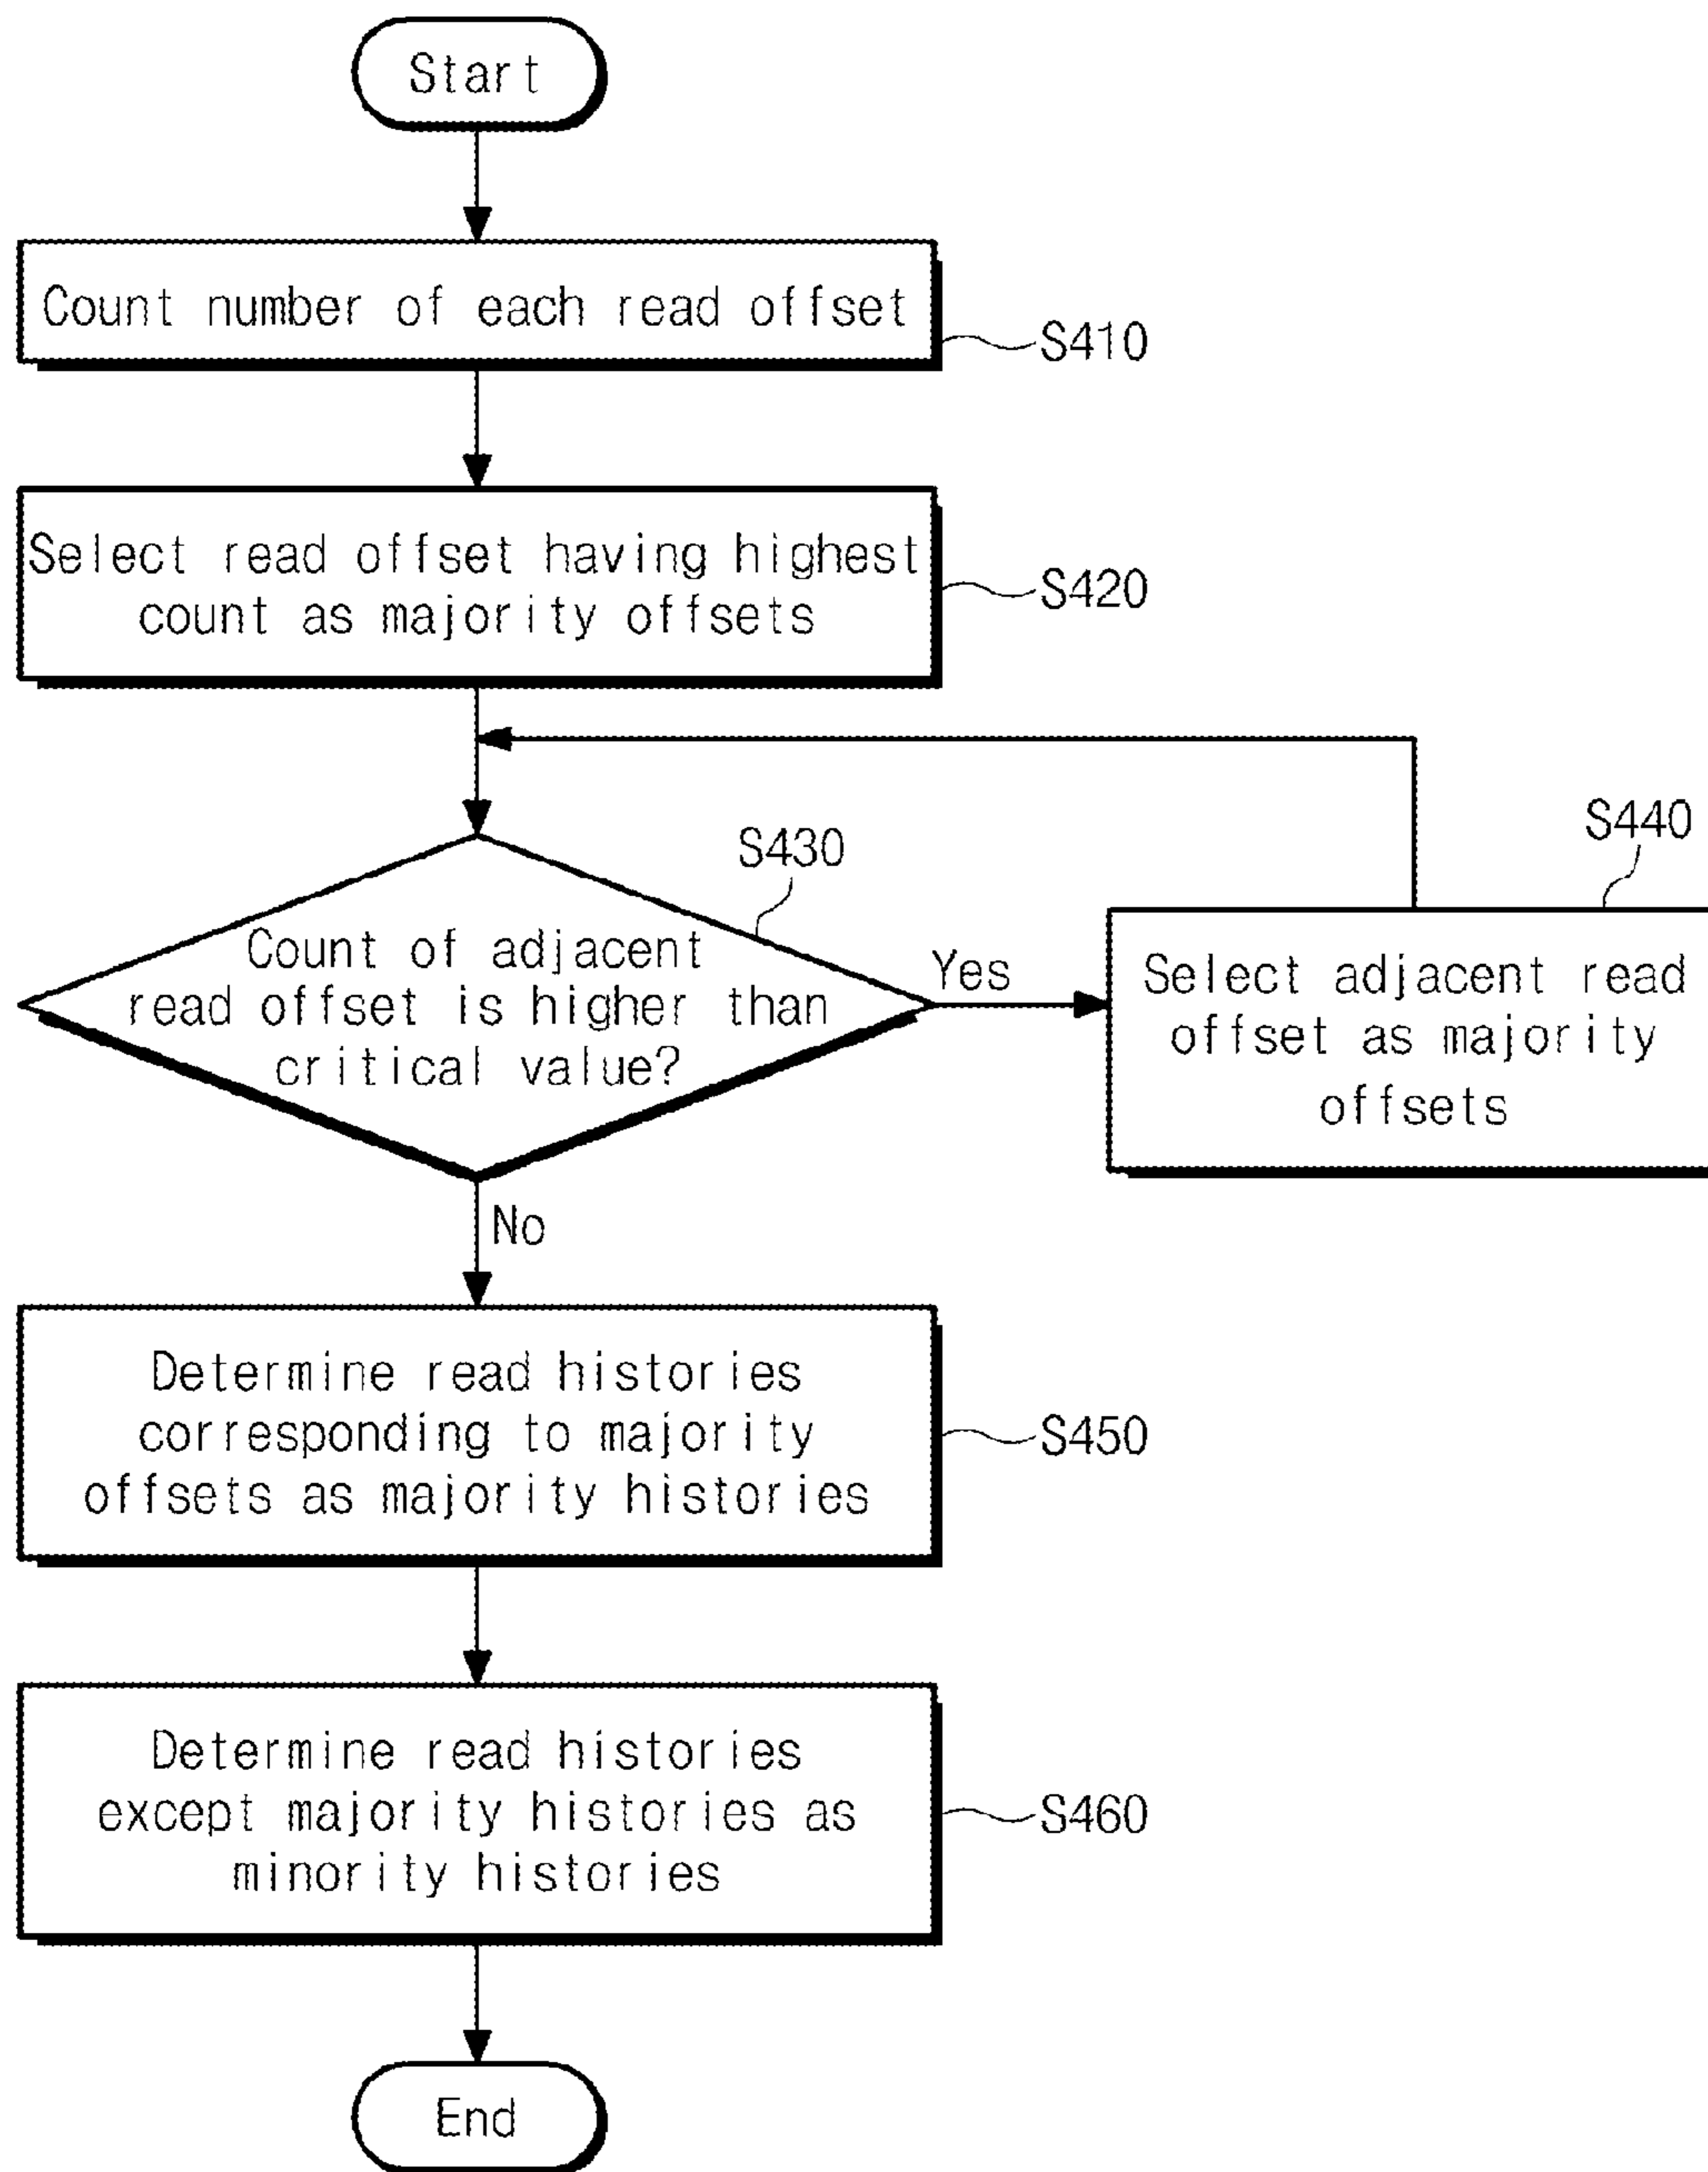 Start
Count number of each read offset
S410
Select read offset having highest
count as majority offsets
S420
S430
Count of adjacent
read offset is higher than
critical value?
Yes
S440
Select adjacent read
offset as majority
offsets
No
Determine read histories
corresponding to majority
offsets as majority histories
S450
Determine read histories
except majority histories as
minority histories
S460
End